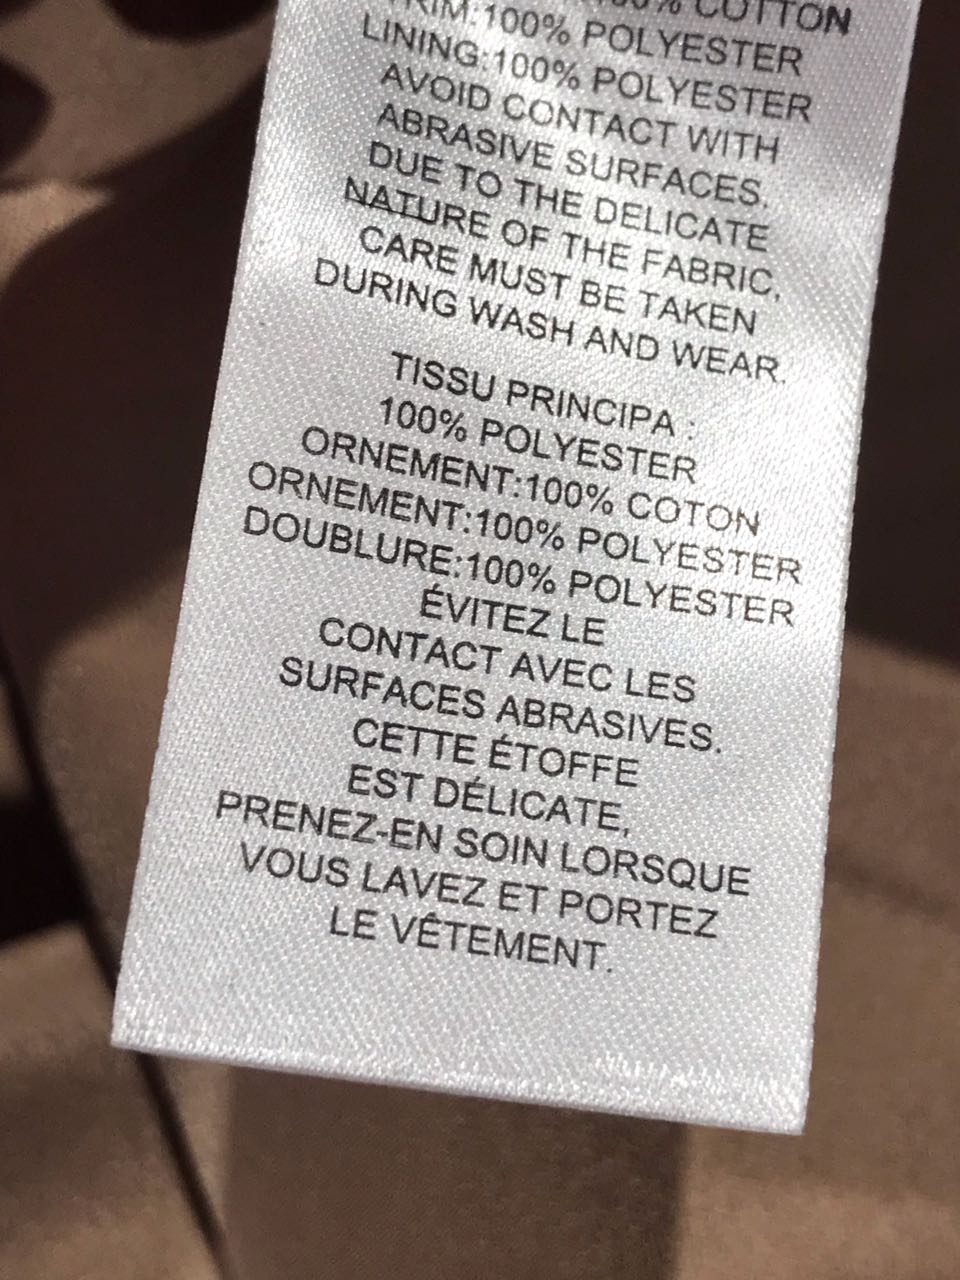 100% COTTON
TRIM:100% POLYESTER
LINING:100% POLYESTER
AVOID CONTACT WITH
ABRASIVE SURFACES.
DUE TO THE DELICATE
NATURE OF THE FABRIC,
CARE MUST BE TAKEN
DURING WASH AND WEAR.
TISSU PRINCIPA :
100% POLYESTER
ORNEMENT:100% COTON
ORNEMENT:100% POLYESTER
DOUBLURE:100% POLYESTER
ÉVITEZ LE
CONTACT AVEC LES
SURFACES ABRASIVES.
CETTE ÉTOFFE
EST DÉLICATE,
PRENEZ-EN SOIN LORSQUE
VOUS LAVEZ ET PORTEZ
LE VÊTEMENT.